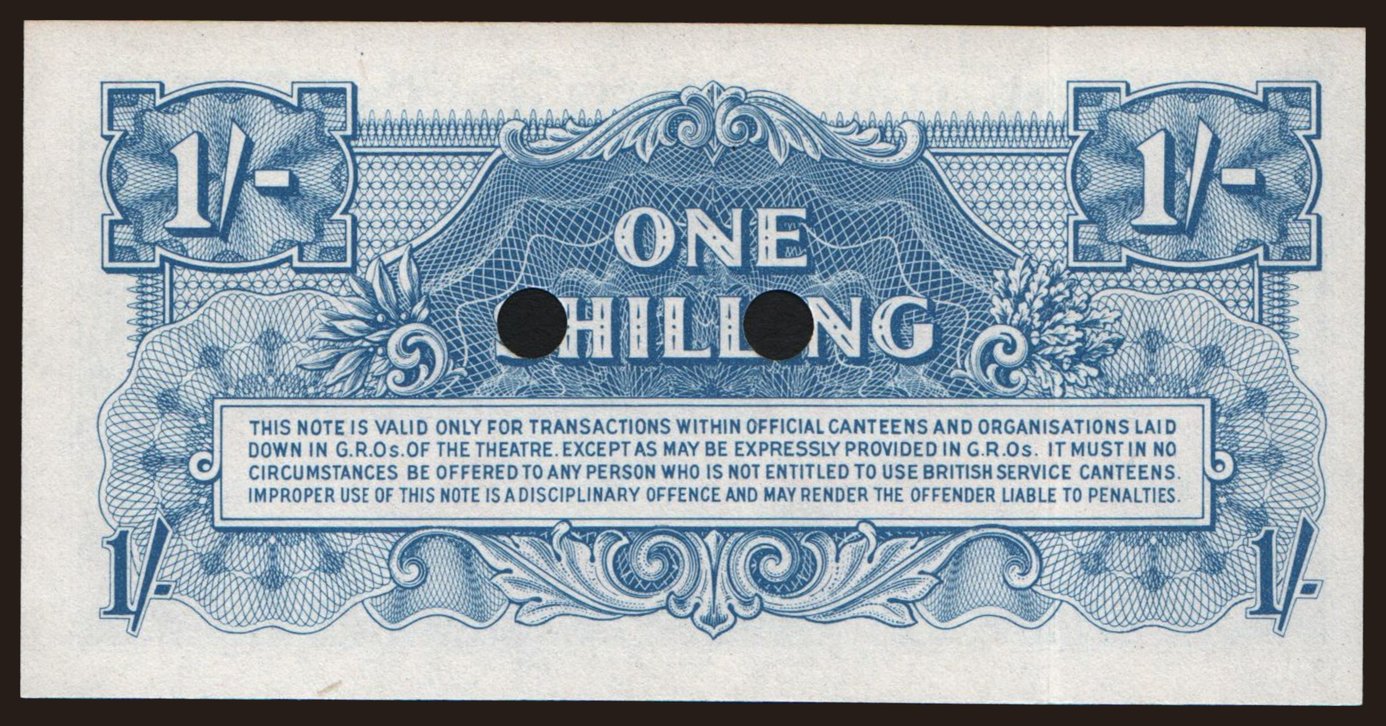 1/- 1/-
ONE
HILL NG
THIS NOTE IS VALID ONLY FOR TRANSACTIONS WITHIN OFFICIAL CANTEENS AND ORGANISATIONS LAID
DOWN IN G.R.Os. OF THE THEATRE. EXCEPT AS MAY BE EXPRESSLY PROVIDED IN G.R.Os. IT MUST IN NO
CIRCUMSTANCES BE OFFERED TO ANY PERSON WHO IS NOT ENTITLED TO USE BRITISH SERVICE CANTEENS.
IMPROPER USE OF THIS NOTE IS A DISCIPLINARY OFFENCE AND MAY RENDER THE OFFENDER LIABLE TO PENALTIES.
1/- 1/-